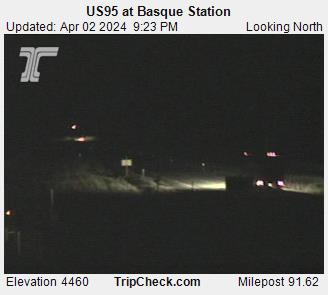 US95 at Basque Station
Updated: Apr 02 2024 9:23 PM Looking North
Elevation 4460 TripCheck.com Milepost 91.62